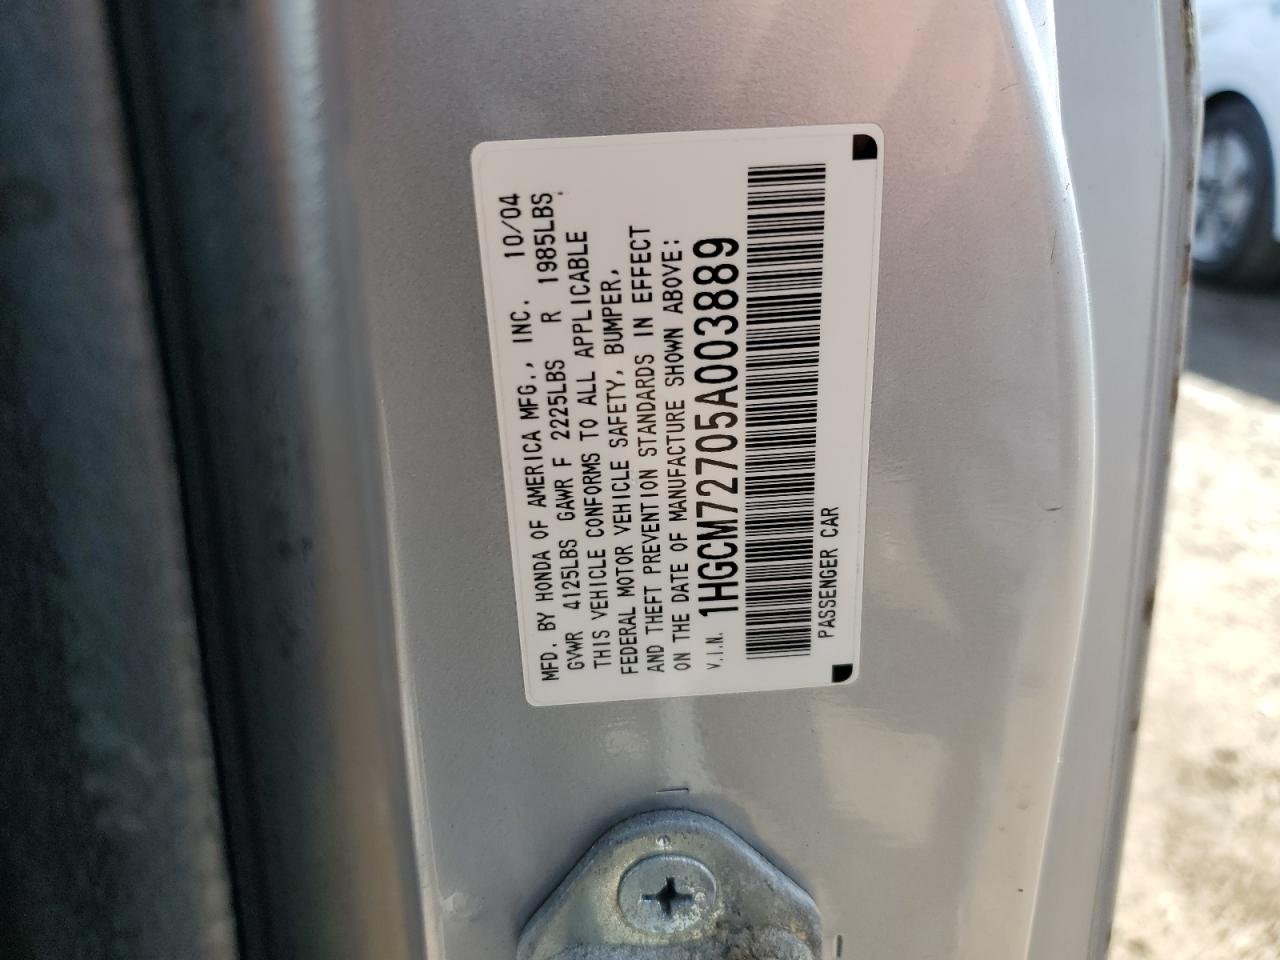 MFD. BY HONDA OF AMERICA MFG., INC. 10/04
GVWR 4125LBS GAWR F 2225LBS R 1985LBS
THIS VEHICLE CONFORMS TO ALL APPLICABLE
FEDERAL MOTOR VEHICLE SAFETY, BUMPER,
AND THEFT PREVENTION STANDARDS IN EFFECT
ON THE DATE OF MANUFACTURE SHOWN ABOVE:
V.I.N. 1HGCM72705A003889
PASSENGER CAR